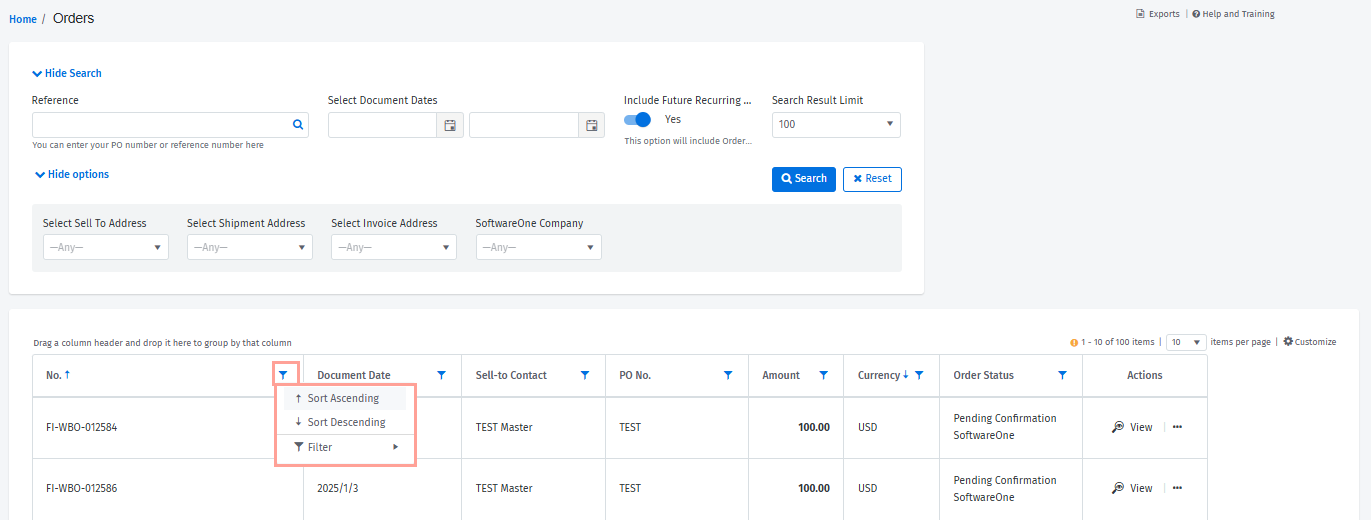 Home / Orders
Exports | Help and Training
Hide Search
Reference
Select Document Dates
Include Future Recurring ...
Search Result Limit
Yes
100
You can enter your PO number or reference number here
This option will include Order...
Hide options
Search
Reset
Select Sell To Address
Select Shipment Address
Select Invoice Address
SoftwareOne Company
—Any—
—Any—
—Any—
—Any—
Drag a column header and drop it here to group by that column
1 - 10 of 100 items | 10 items per page | Customize
No. ↑
Document Date
Sell-to Contact
PO No.
Amount
Currency ↓
Order Status
Actions
↑ Sort Ascending
↓ Sort Descending
Filter
FI-WBO-012584
TEST Master
TEST
100.00
USD
Pending Confirmation
SoftwareOne
View | ...
FI-WBO-012586
2025/1/3
TEST Master
TEST
100.00
USD
Pending Confirmation
SoftwareOne
View | ...